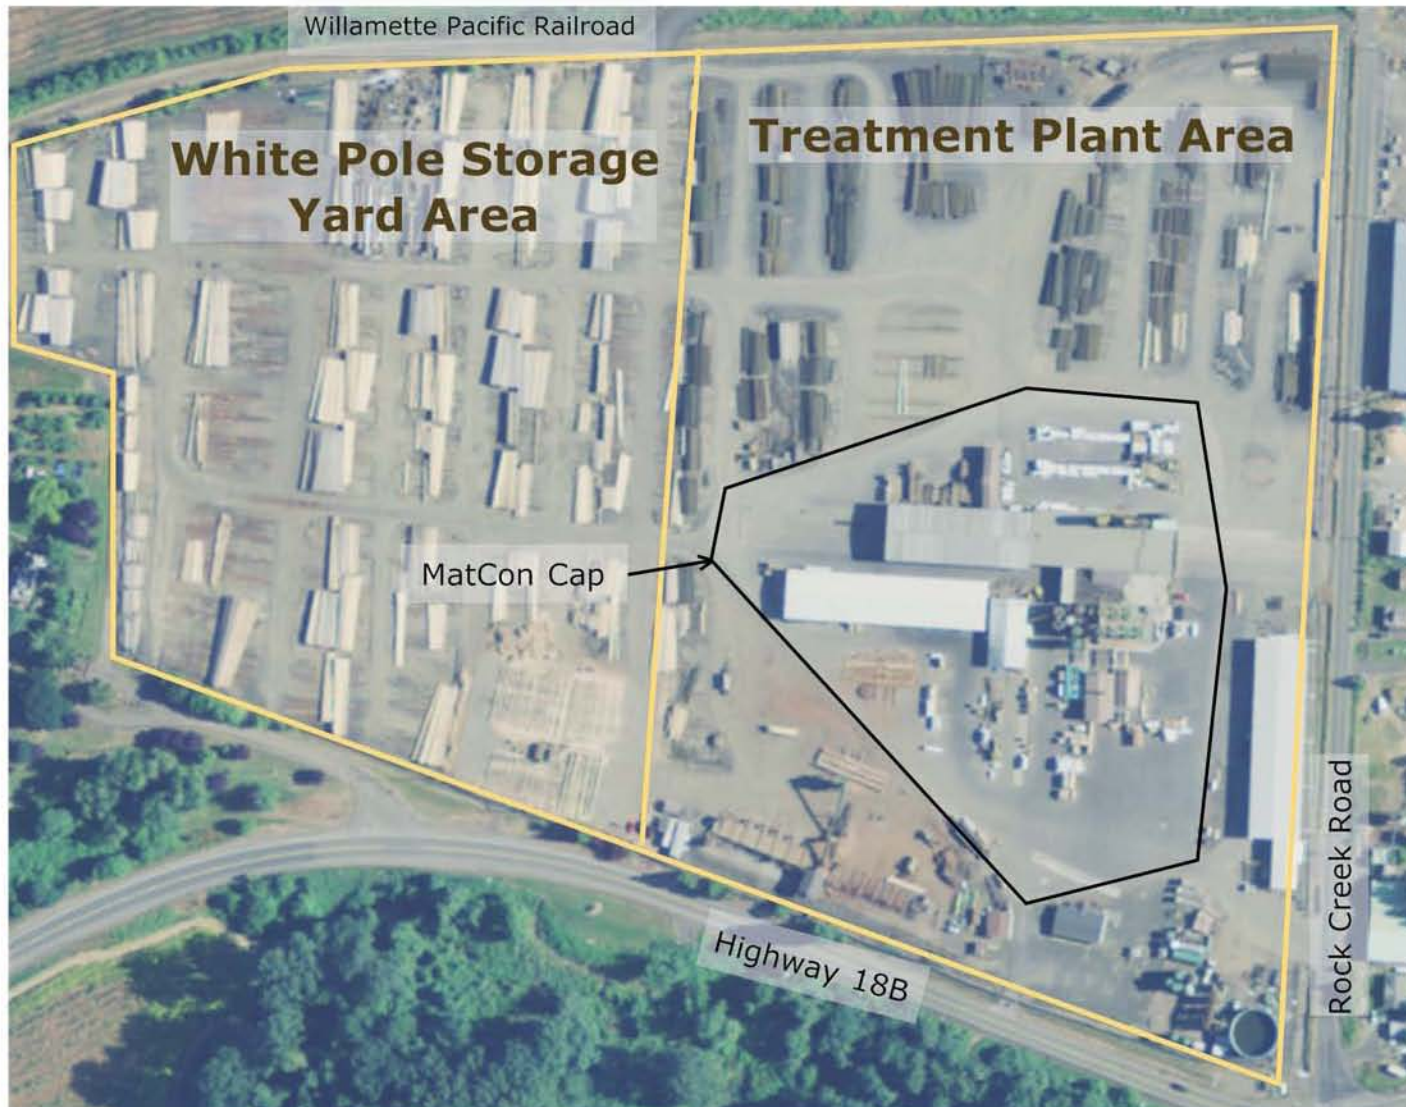 Willamette Pacific Railroad
White Pole Storage
Yard Area
Treatment Plant Area
MatCon Cap
Highway 18B
Rock Creek Road